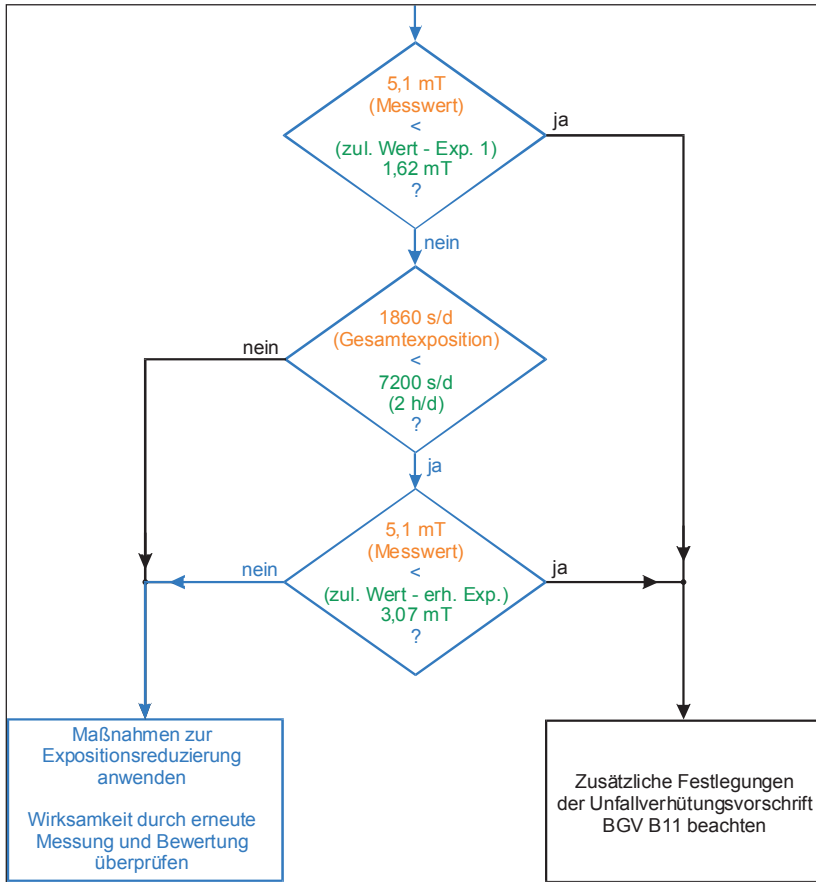 5,1 mT
(Messwert)
<
(zul. Wert - Exp. 1)
1,62 mT
?
ja
nein
1860 s/d
(Gesamtexposition)
<
7200 s/d
(2 h/d)
?
nein
ja
5,1 mT
(Messwert)
<
(zul. Wert - erh. Exp.)
3,07 mT
?
nein
ja
Maßnahmen zur
Expositionsreduzierung
anwenden
Wirksamkeit durch erneute
Messung und Bewertung
überprüfen
Zusätzliche Festlegungen
der Unfallverhütungsvorschrift
BGV B11 beachten